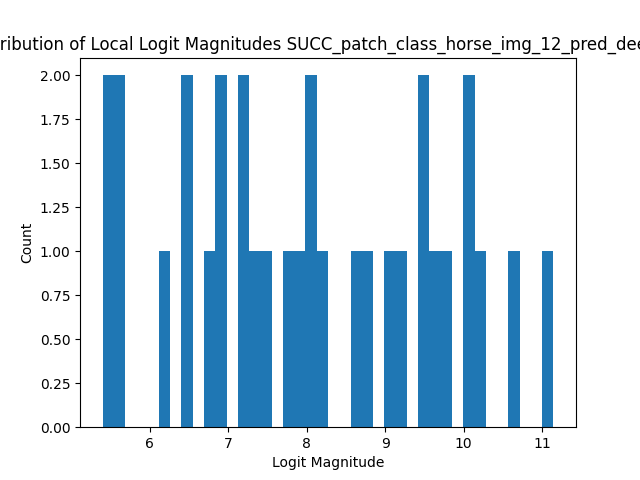 ribution of Local Logit Magnitudes SUCC_patch_class_horse_img_12_pred_dee
2.00
1.75
1.50
1.25
1.00
0.75
0.50
0.25
0.00
6 7 8 9 10 11
Count
Logit Magnitude